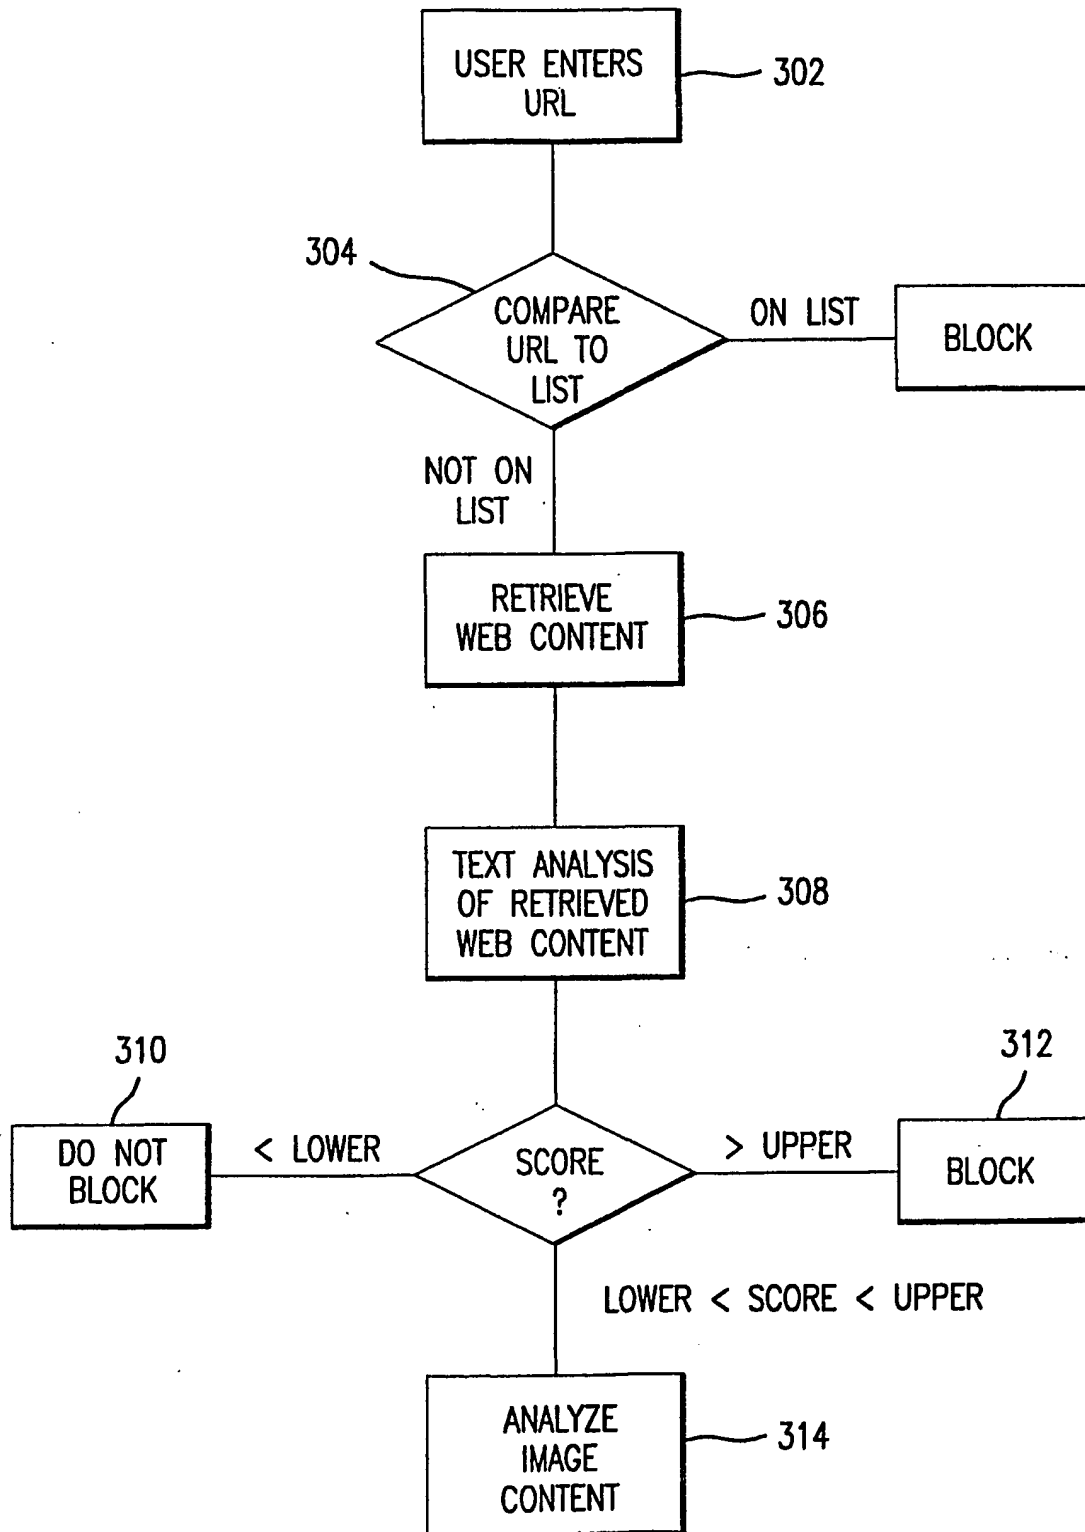 USER ENTERS
URL
302
304
COMPARE
URL TO
LIST
ON LIST
BLOCK
NOT ON
LIST
RETRIEVE
WEB CONTENT
306
TEXT ANALYSIS
OF RETRIEVED
WEB CONTENT
308
310
312
DO NOT
BLOCK
< LOWER
SCORE
?
> UPPER
BLOCK
LOWER < SCORE < UPPER
ANALYZE
IMAGE
CONTENT
314